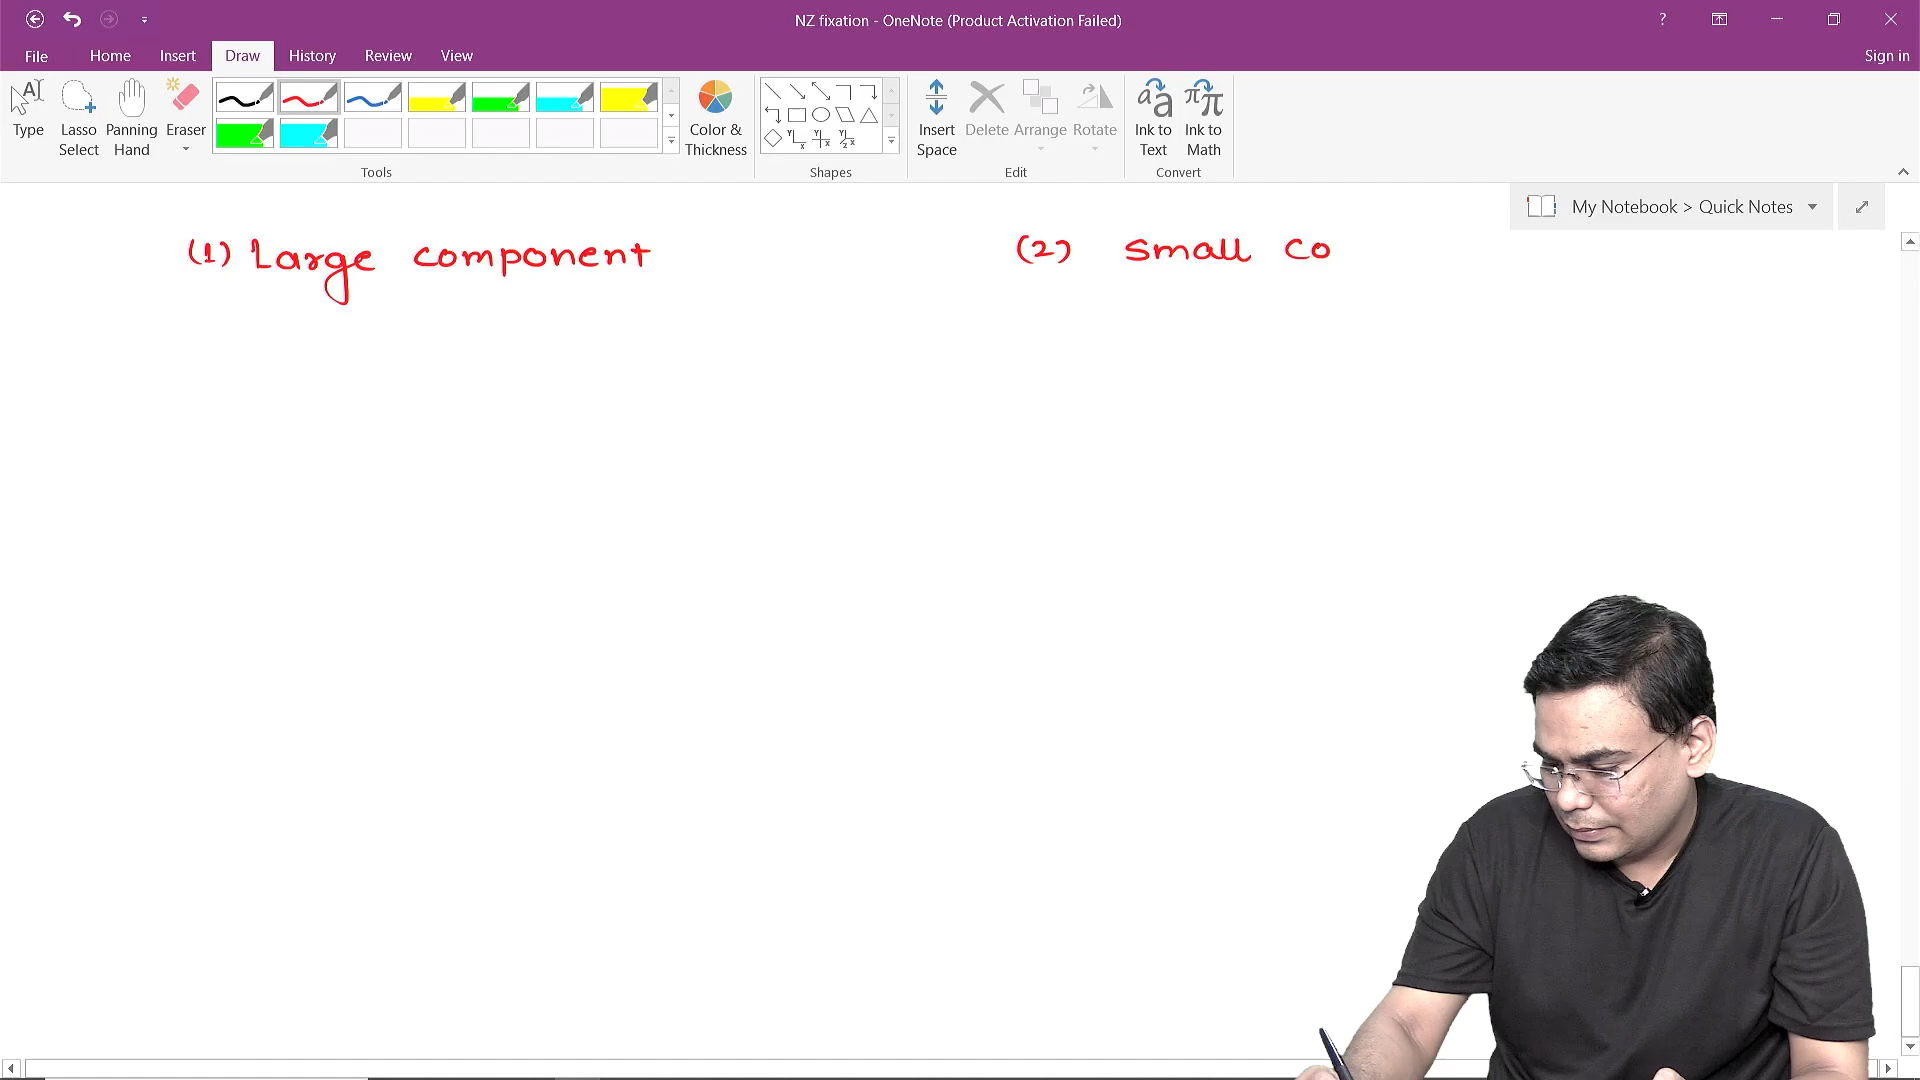 NZ fixation - OneNote (Product Activation Failed)
?
File Home Insert Draw History Review View
Sign in
Type
Lasso Select
Panning Hand
Eraser
Color & Thickness
Insert Space
Delete
Arrange
Rotate
Ink to Text
Ink to Math
Tools
Shapes
Edit
Convert
My Notebook > Quick Notes
(1) Large component
(2) Small Co